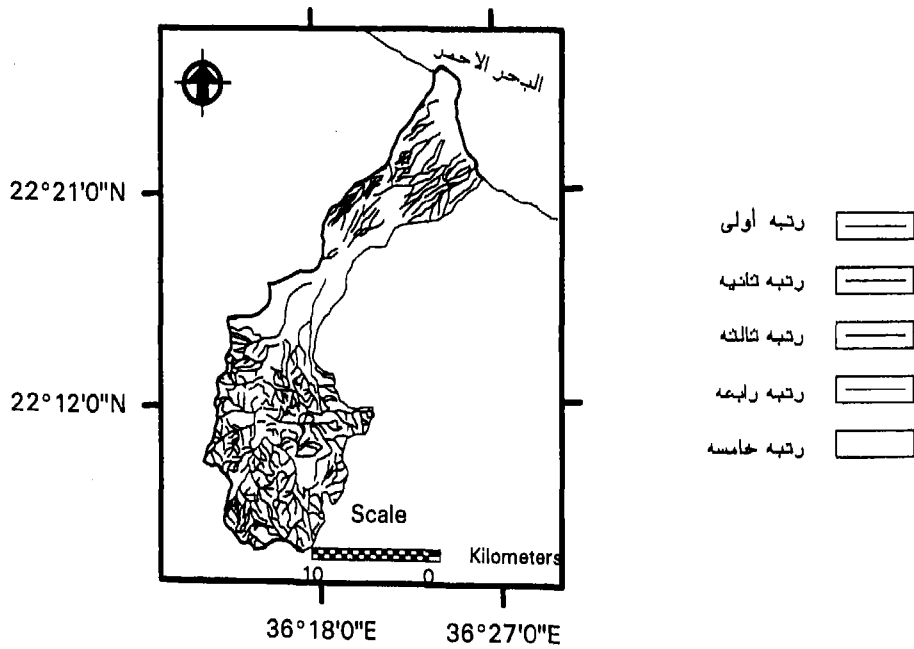 البحر الاحمر
22°21'0"N
22°12'0"N
Scale
Kilometers
10 0
36°18'0"E 36°27'0"E
رتبه أولى
رتبه ثانيه
رتبه ثالثه
رتبه رابعه
رتبه خامسه